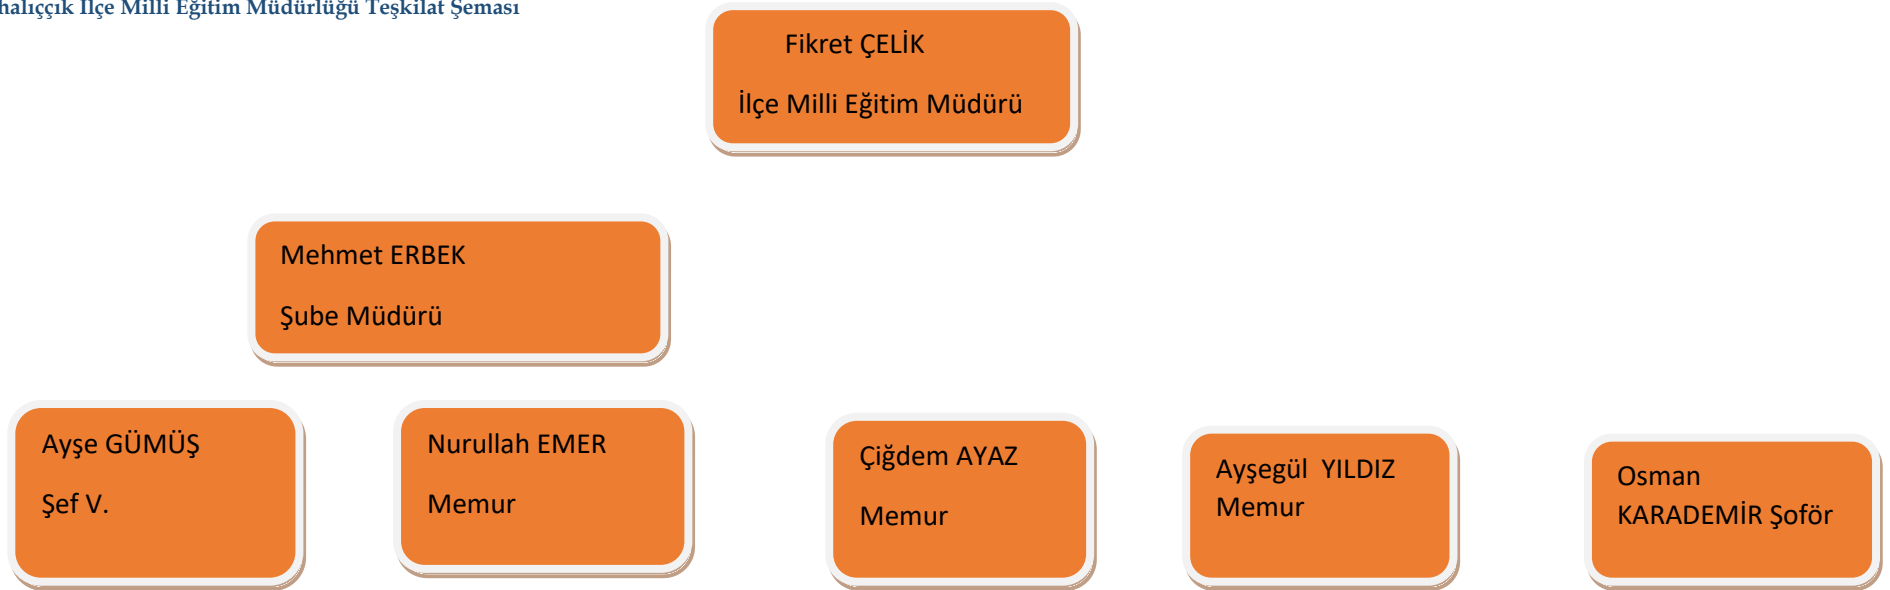 halıççık İlçe Milli Eğitim Müdürlüğü Teşkilat Şeması
Fikret ÇELİK
İlçe Milli Eğitim Müdürü
Mehmet ERBEK
Şube Müdürü
Ayşe GÜMÜŞ
Şef V.
Nurullah EMER
Memur
Çiğdem AYAZ
Memur
Ayşegül YILDIZ
Memur
Osman
KARADEMİR Şoför